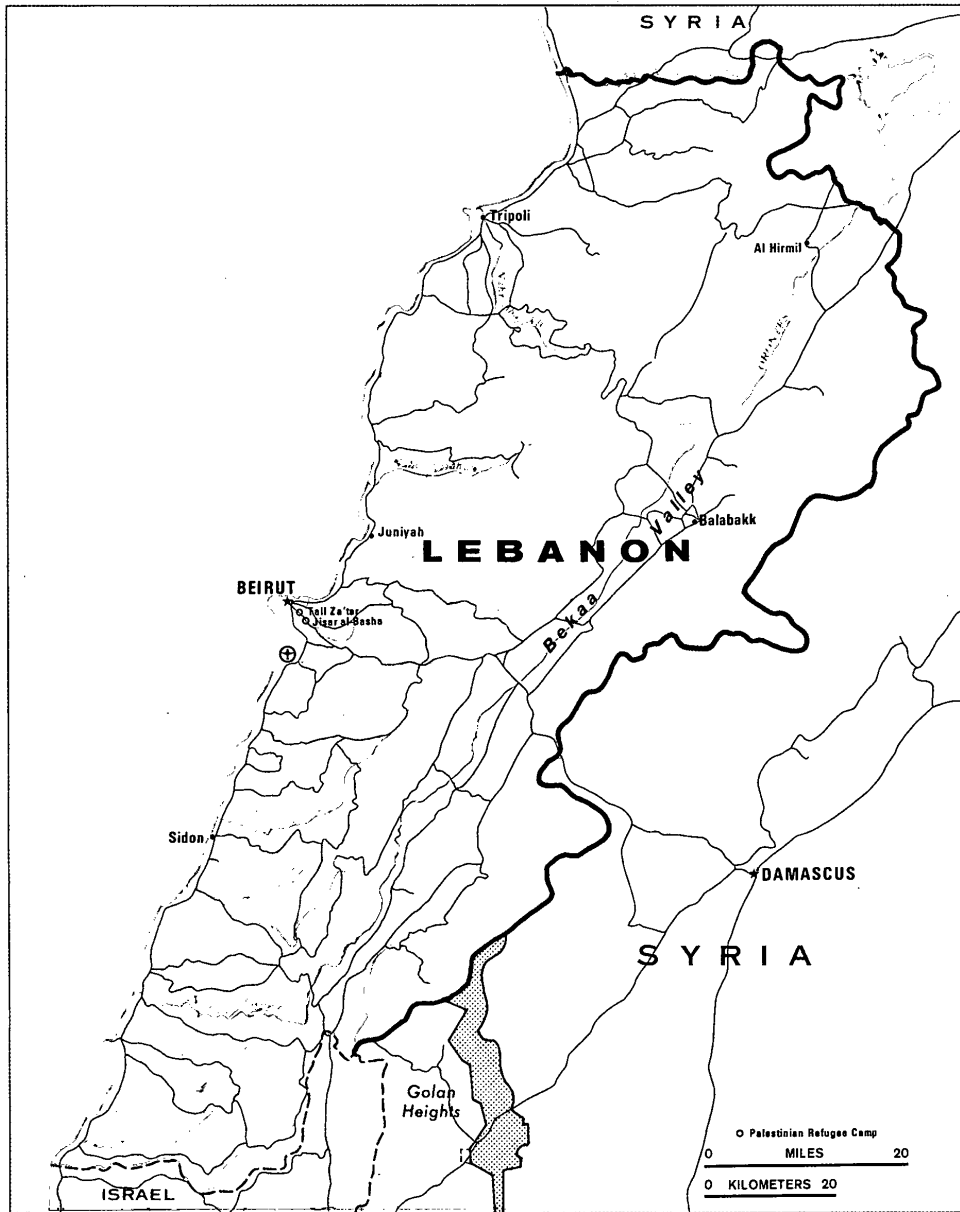 SYRIA
Tripoli
Al Hirmil
Valley
Balabakk
Juniyah
LEBANON
BEIRUT
Tall Za'tar
Jisar al Basha
Bekaa
Sidon
DAMASCUS
SYRIA
Golan
Heights
Palestinian Refugee Camp
0 MILES 20
0 KILOMETERS 20
ISRAEL